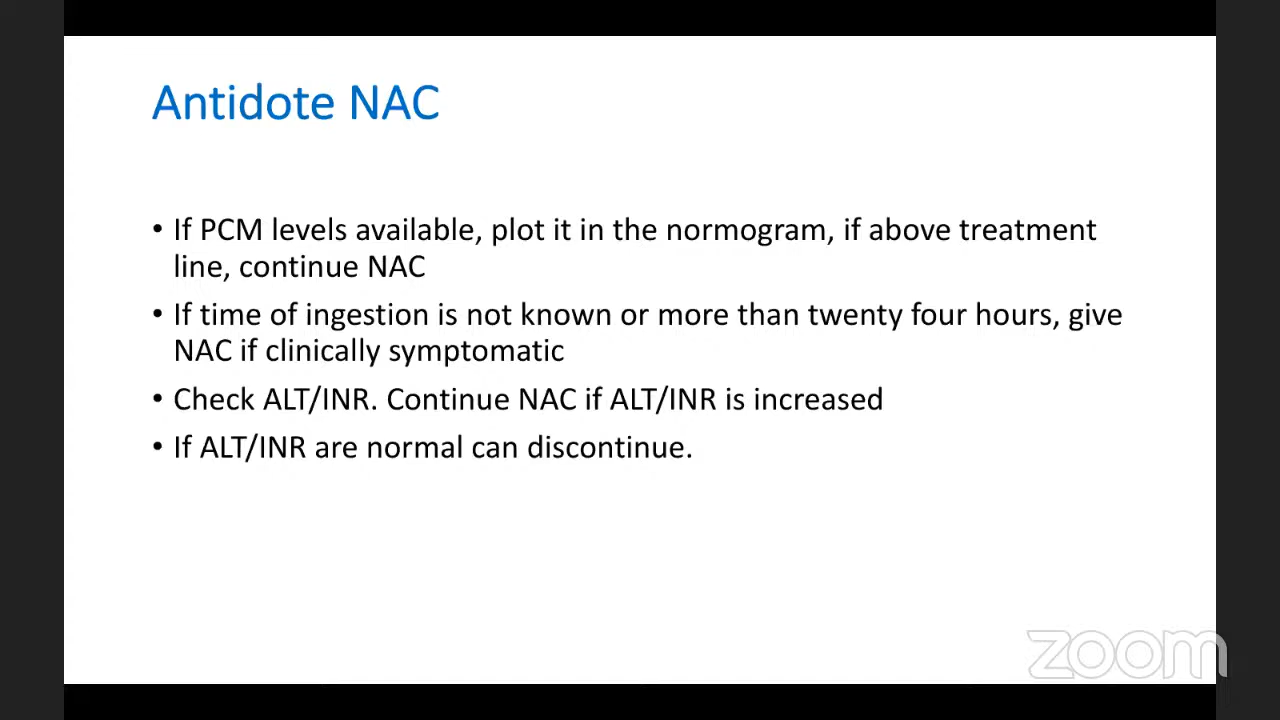 Antidote NAC
• If PCM levels available, plot it in the normogram, if above treatment
line, continue NAC
• If time of ingestion is not known or more than twenty four hours, give
NAC if clinically symptomatic
• Check ALT/INR. Continue NAC if ALT/INR is increased
• If ALT/INR are normal can discontinue.
zoom